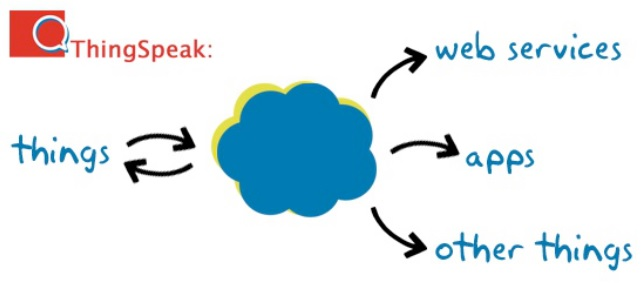 ThingSpeak:
web services
things
apps
other things